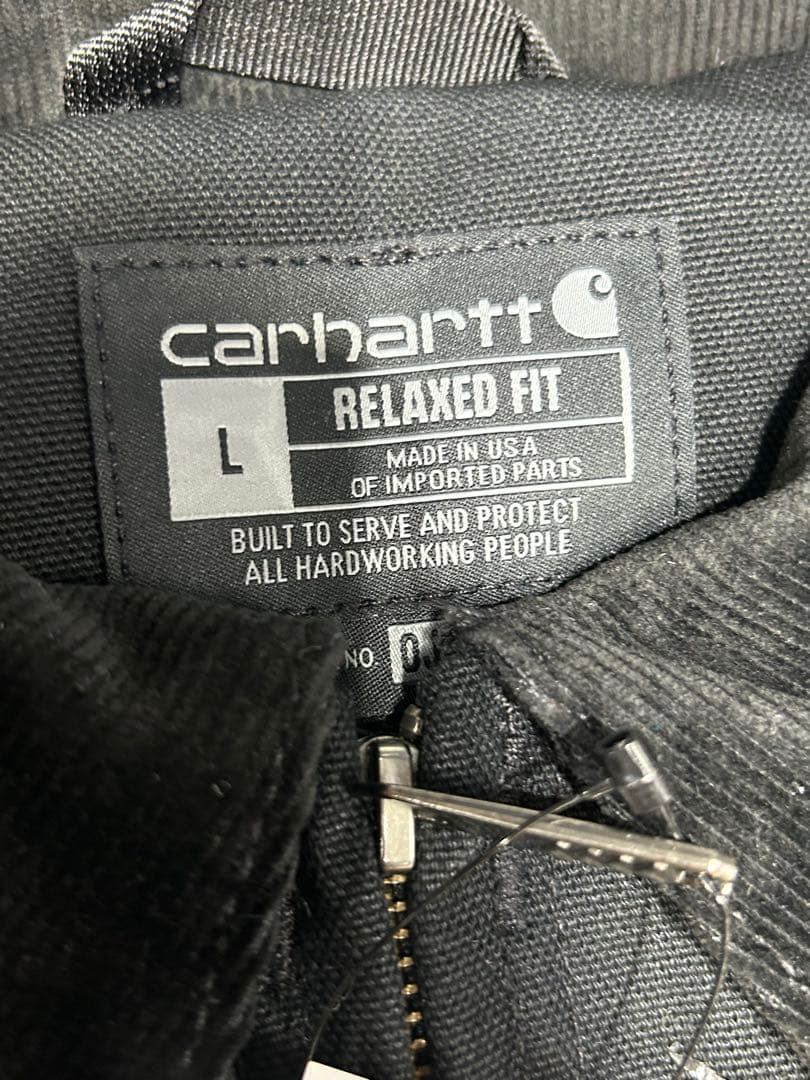 carhartt
L
RELAXED FIT
MADE IN USA
OF IMPORTED PARTS
BUILT TO SERVE AND PROTECT
ALL HARDWORKING PEOPLE
NO